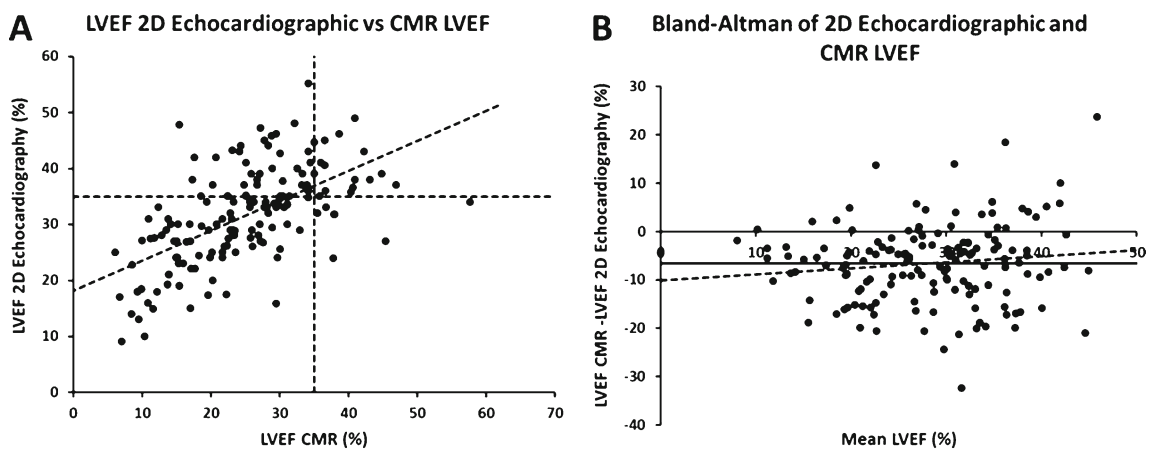 A
LVEF 2D Echocardiographic vs CMR LVEF
LVEF 2D Echocardiography (%)
60
50
40
30
20
10
0
0 10 20 30 40 50 60 70
LVEF CMR (%)
B
Bland-Altman of 2D Echocardiographic and
CMR LVEF
LVEF CMR -LVEF 2D Echocardiography (%)
30
20
10
0
-10
-20
-30
-40
0 10 20 30 40 50
Mean LVEF (%)